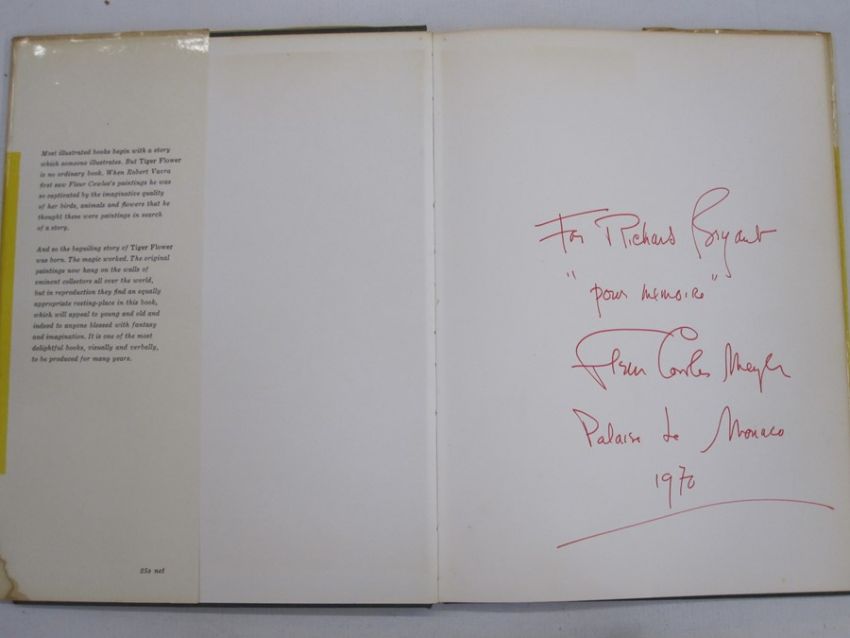 Most illustrated books begin with a story
which someone illustrates. But Tiger Flower
is no ordinary book. When Robert Vavra
first saw Fleur Cowles's paintings he was
so captivated by the imaginative quality
of her birds, animals and flowers that he
thought these were paintings in search
of a story.
And so the beguiling story of Tiger Flower
was born. The magic worked. The original
paintings now hang on the walls of
eminent collectors all over the world,
but in reproduction they find an equally
appropriate resting-place in this book,
which will appeal to young and old and
indeed to anyone blessed with fantasy
and imagination. It is one of the most
delightful books, visually and verbally,
to be produced for many years.
25s net
For Richard Bryant
"pour memoire"
Fleur Cowles Meyer
Palaise de Monaco
1970